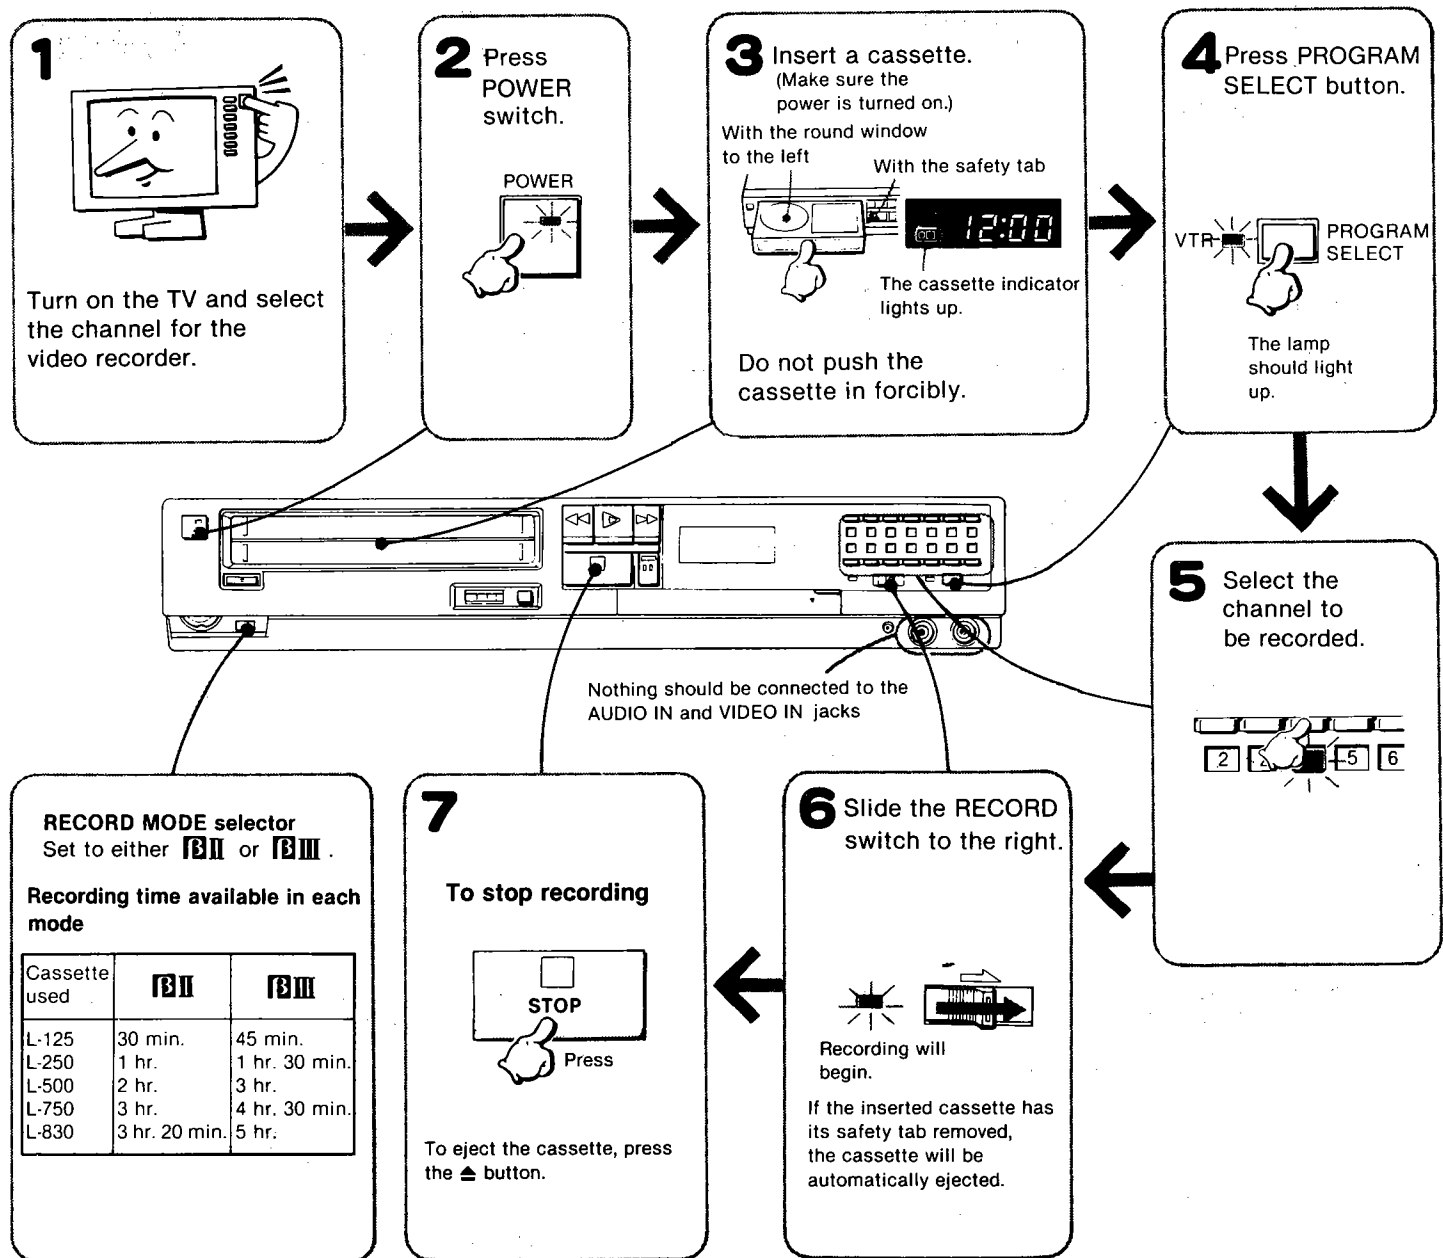 1
Turn on the TV and select
the channel for the
video recorder.
2 Press
POWER
switch.
POWER
3 Insert a cassette.
(Make sure the
power is turned on.)
With the round window
to the left
With the safety tab
12:00
The cassette indicator
lights up.
Do not push the
cassette in forcibly.
4 Press PROGRAM
SELECT button.
VTR
PROGRAM
SELECT
The lamp
should light
up.
5 Select the
channel to
be recorded.
2 5 6
Nothing should be connected to the
AUDIO IN and VIDEO IN jacks
6 Slide the RECORD
switch to the right.
Recording will
begin.
If the inserted cassette has
its safety tab removed,
the cassette will be
automatically ejected.
7
To stop recording
STOP
Press
To eject the cassette, press
the ⏏ button.
RECORD MODE selector
Set to either βII or βIII.
Recording time available in each
mode
Cassette
used βII βIII
L-125 30 min. 45 min.
L-250 1 hr. 1 hr. 30 min.
L-500 2 hr. 3 hr.
L-750 3 hr. 4 hr. 30 min.
L-830 3 hr. 20 min. 5 hr.